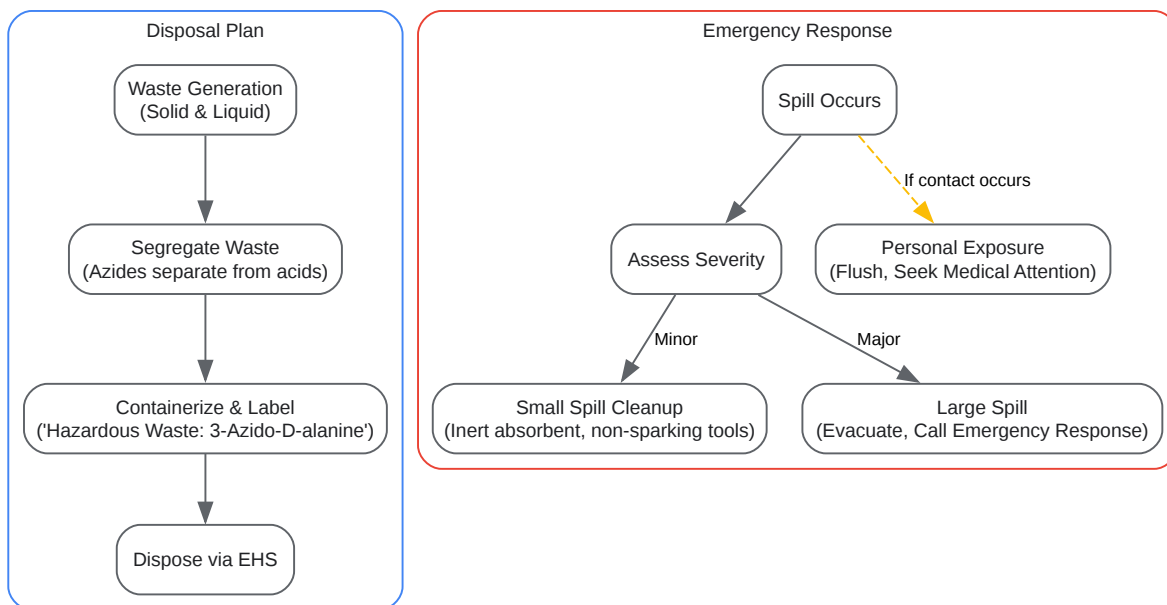 Disposal Plan
Waste Generation
(Solid & Liquid)
Segregate Waste
(Azides separate from acids)
Containerize & Label
('Hazardous Waste: 3-Azido-D-alanine')
Dispose via EHS
Emergency Response
Spill Occurs
If contact occurs
Assess Severity
Personal Exposure
(Flush, Seek Medical Attention)
Minor
Major
Small Spill Cleanup
(Inert absorbent, non-sparking tools)
Large Spill
(Evacuate, Call Emergency Response)